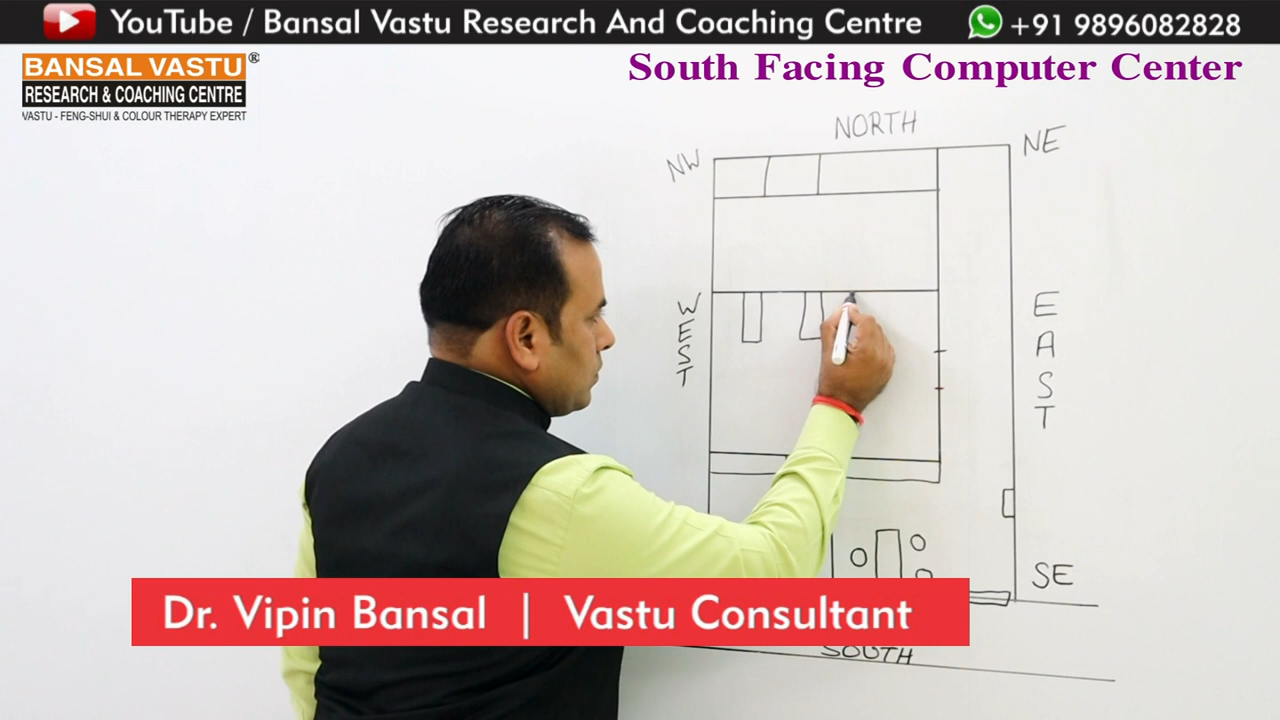 YouTube / Bansal Vastu Research And Coaching Centre
+91 9896082828
BANSAL VASTU®
RESEARCH & COACHING CENTRE
VASTU - FENG-SHUI & COLOUR THERAPY EXPERT
South Facing Computer Center
NORTH
NW
NE
WEST
EAST
SE
Dr. Vipin Bansal | Vastu Consultant
SOUTH